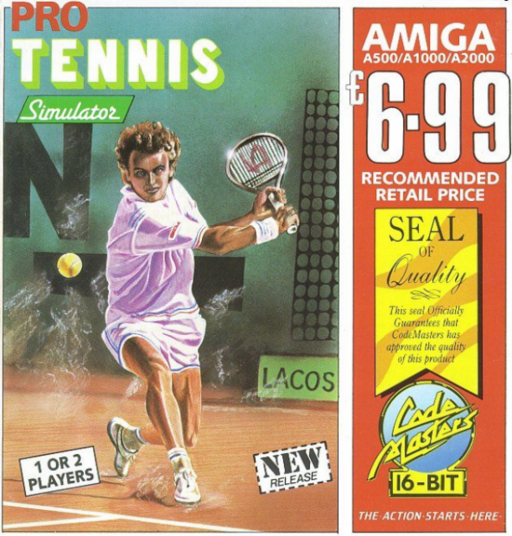 PRO
TENNIS
Simulator
N
LACOS
1 OR 2
PLAYERS
NEW
RELEASE
AMIGA
A500/A1000/A2000
£6.99
RECOMMENDED
RETAIL PRICE
SEAL
OF
Quality
This seal Officially
Guarantees that
CodeMasters has
approved the quality
of this product
Code
Masters
16-BIT
THE·ACTION·STARTS·HERE·